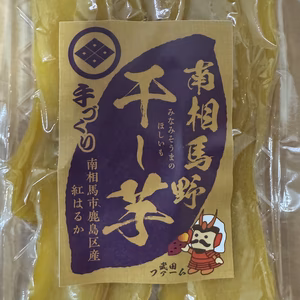 南相馬野
みなみそうまの
干し芋
ほしいも
手づくり
南相馬市鹿島区産
紅はるか
武田
ファーム